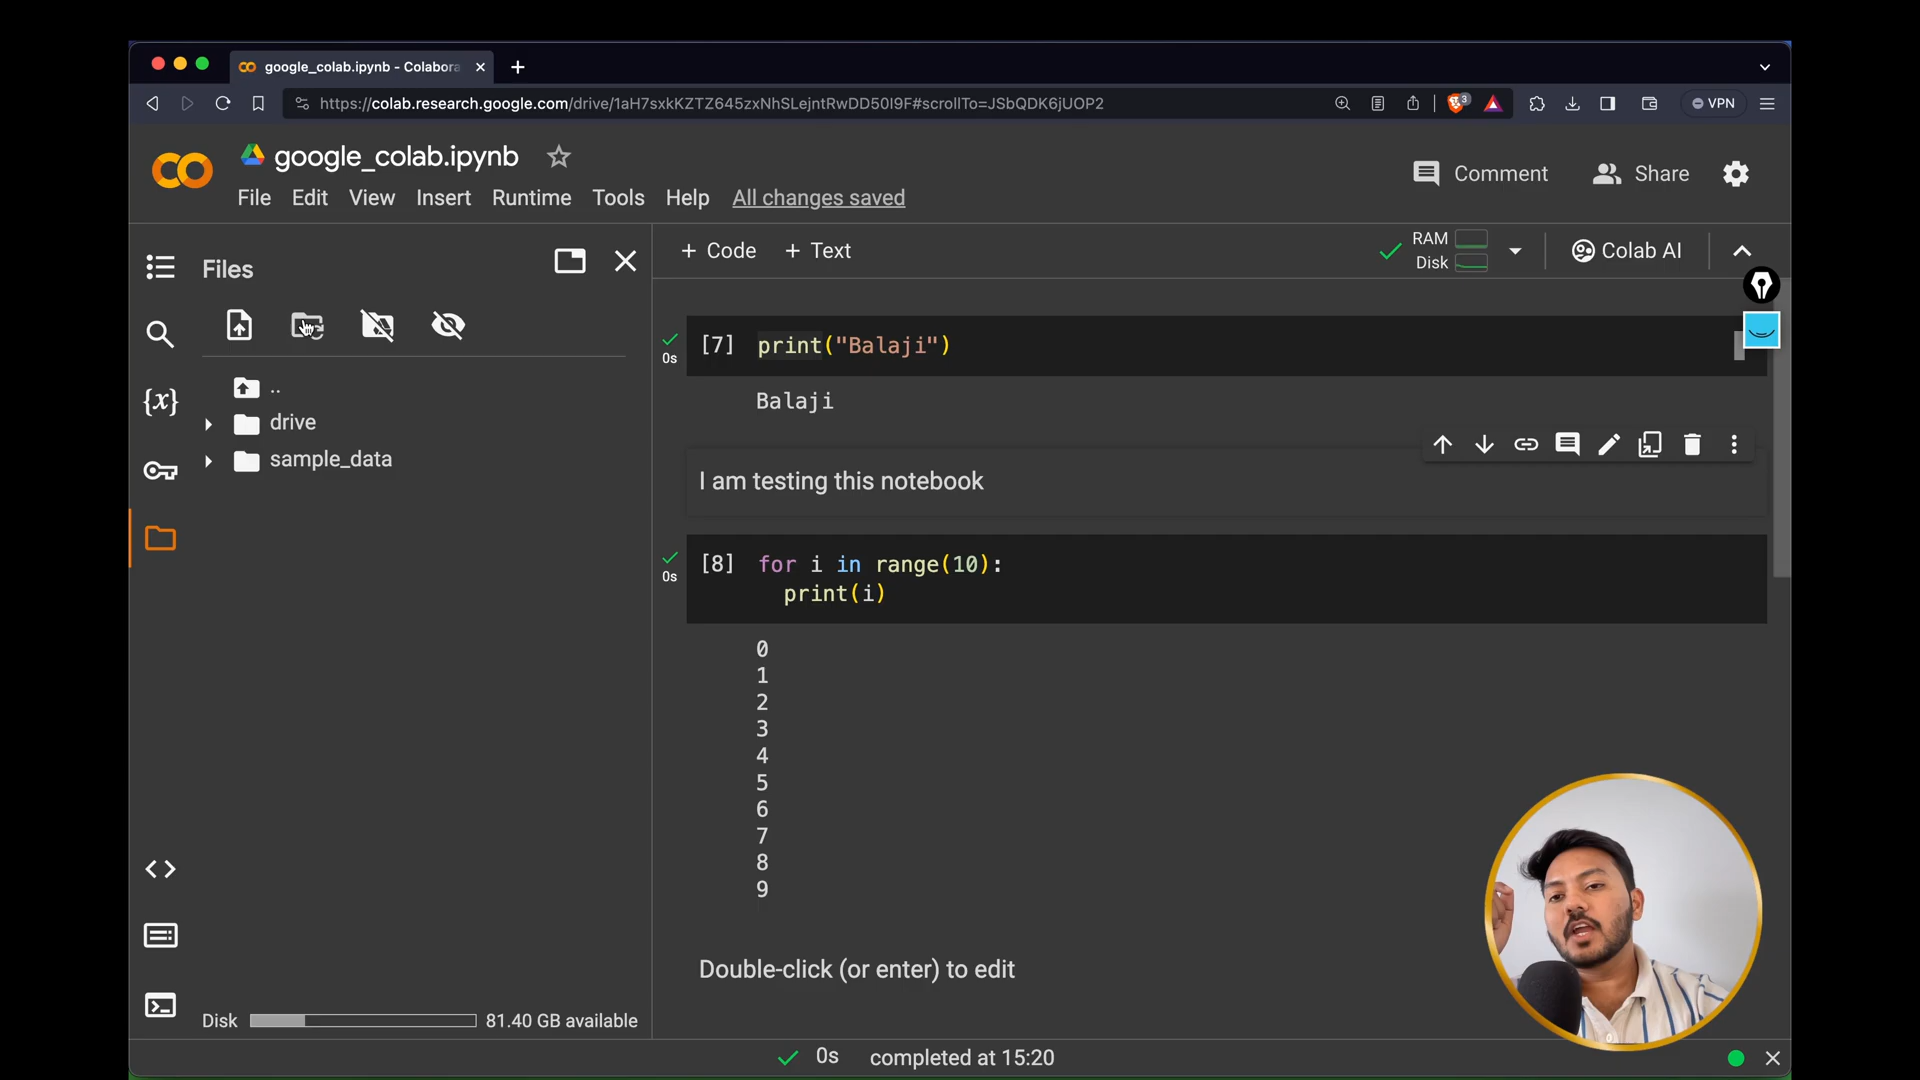 google_colab.ipynb - Colabora
https://colab.research.google.com/drive/1aH7sxkKZTZ645zxNhSLejntRwDD50I9F#scrollTo=JSbQDK6jUOP2
3
VPN
google_colab.ipynb
Comment
Share
File Edit View Insert Runtime Tools Help All changes saved
Files
+ Code + Text
RAM
Disk
Colab AI
..
drive
sample_data
{x}
0s
[7] print("Balaji")
Balaji
I am testing this notebook
0s
[8] for i in range(10):
print(i)
0
1
2
3
4
5
6
7
8
9
Double-click (or enter) to edit
Disk 81.40 GB available
0s completed at 15:20